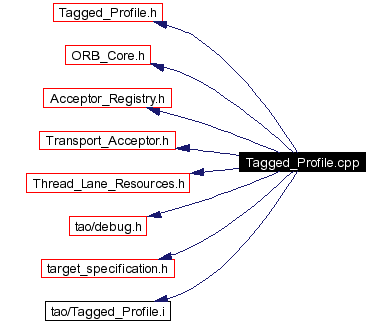 Tagged_Profile.h
ORB_Core.h
Acceptor_Registry.h
Transport_Acceptor.h
Tagged_Profile.cpp
Thread_Lane_Resources.h
tao/debug.h
target_specification.h
tao/Tagged_Profile.i